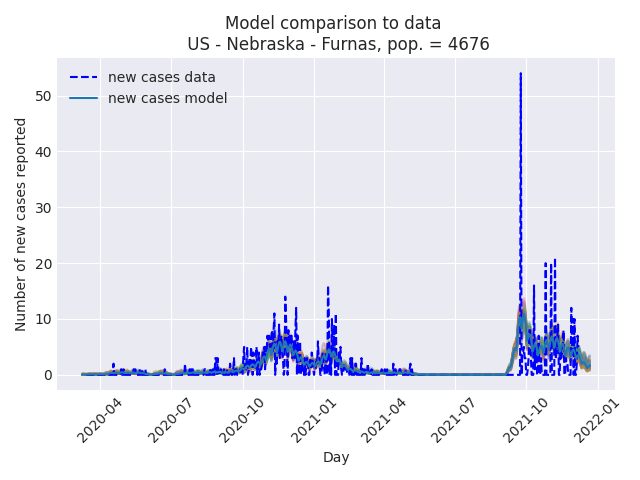 Model comparison to data
US - Nebraska - Furnas, pop. = 4676
new cases data
new cases model
Number of new cases reported
50
40
30
20
10
0
2020-04
2020-07
2020-10
2021-01
2021-04
2021-07
2021-10
2022-01
Day